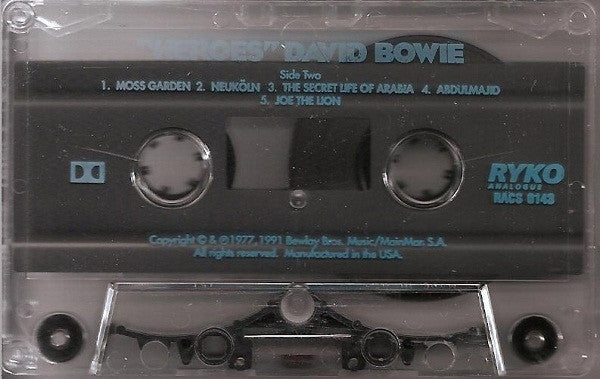 "HEROES" DAVID BOWIE
Side Two
1. MOSS GARDEN 2. NEUKÖLN 3. THE SECRET LIFE OF ARABIA 4. ABDULMAJID
5. JOE THE LION
RYKO
ANALOGUE
RACS 0143
Copyright © & ℗1977, 1991 Bewlay Bros. Music/MainMan S.A.
All rights reserved. Manufactured in the USA.